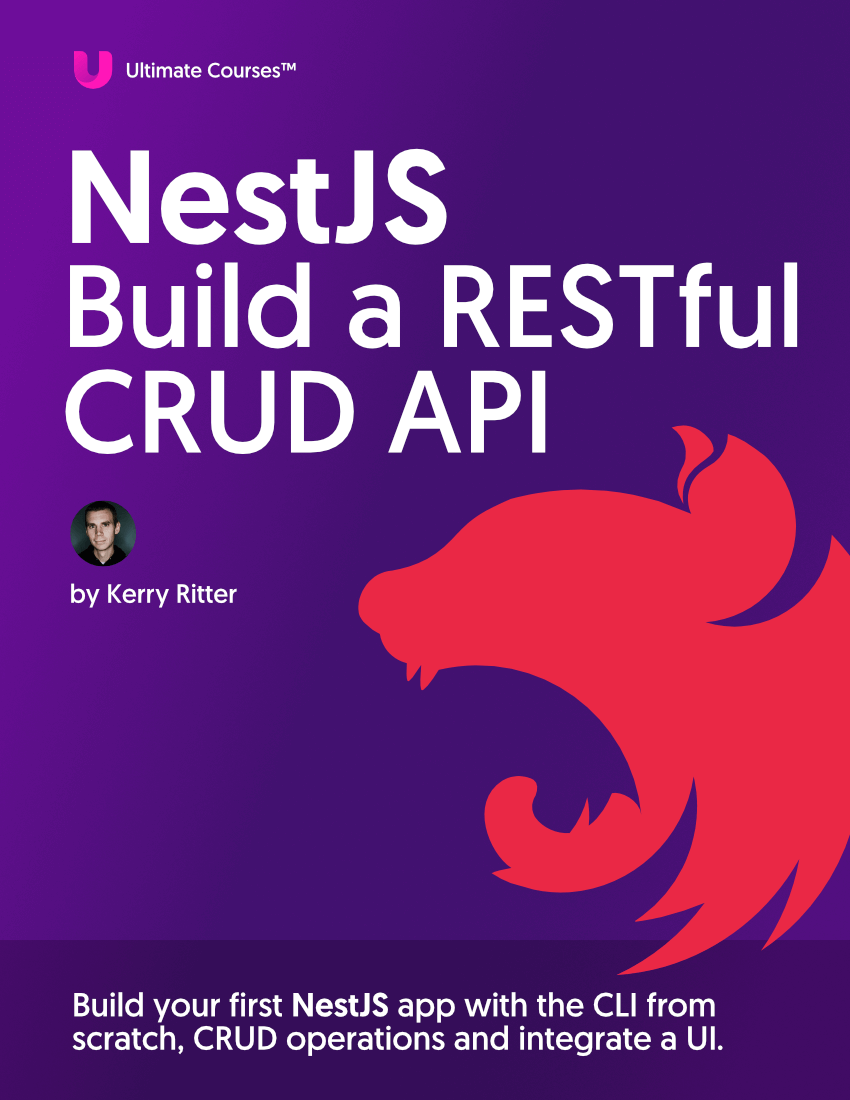 Ultimate Courses™
NestJS
Build a RESTful
CRUD API
by Kerry Ritter
Build your first NestJS app with the CLI from
scratch, CRUD operations and integrate a UI.